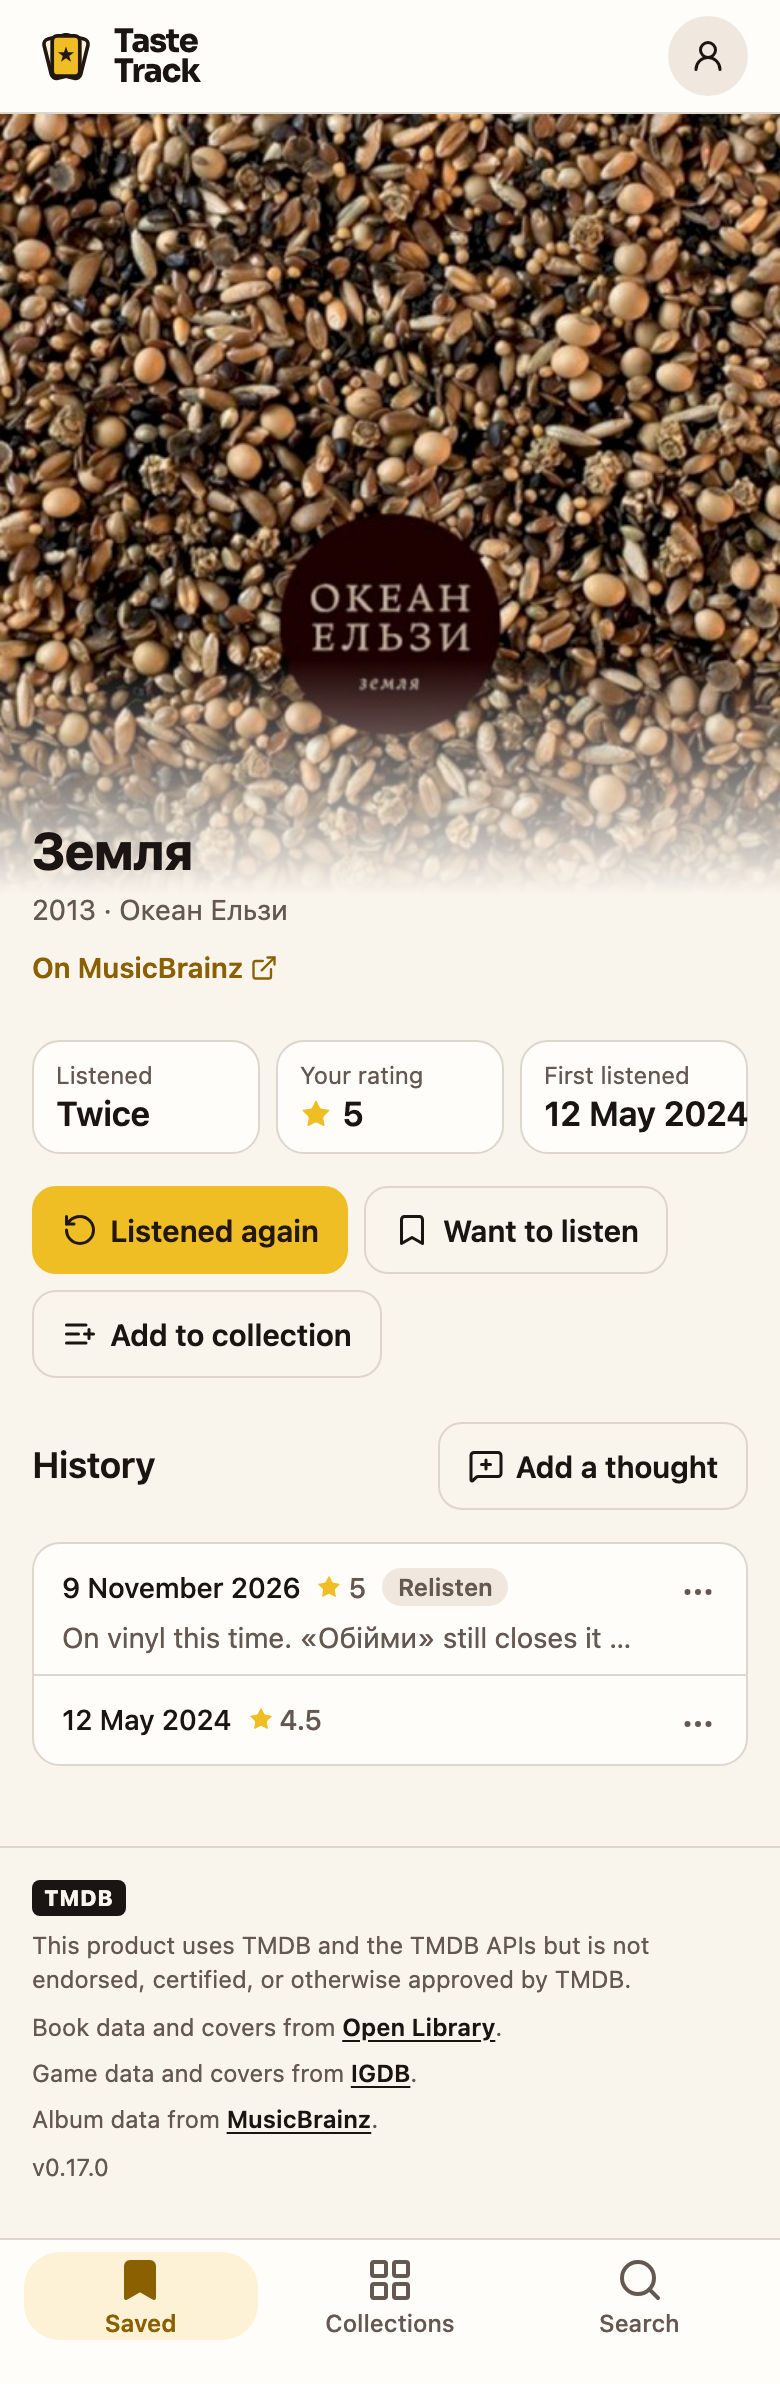 Taste
Track
ОКЕАН
ЕЛЬЗИ
земля
Земля
2013 · Океан Ельзи
On MusicBrainz
Listened
Twice
Your rating
5
First listened
12 May 2024
Listened again
Want to listen
Add to collection
History
Add a thought
9 November 2026 5 Relisten
On vinyl this time. «Обійми» still closes it ...
12 May 2024 4.5
TMDB
This product uses TMDB and the TMDB APIs but is not
endorsed, certified, or otherwise approved by TMDB.
Book data and covers from Open Library.
Game data and covers from IGDB.
Album data from MusicBrainz.
v0.17.0
Saved
Collections
Search